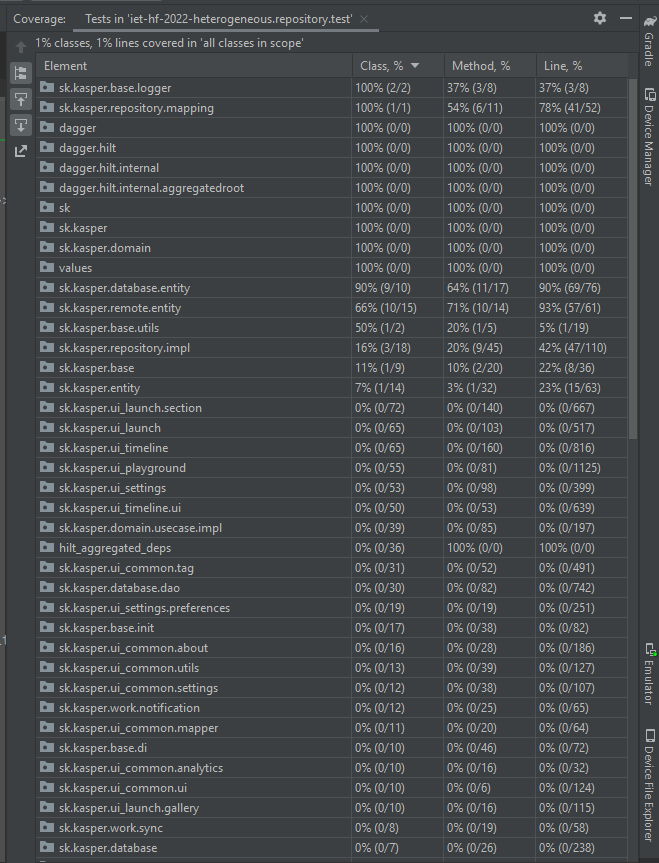 Coverage: Tests in 'iet-hf-2022-heterogeneous.repository.test' ×
1% classes, 1% lines covered in 'all classes in scope'
Element Class, % Method, % Line, %
sk.kasper.base.logger 100% (2/2) 37% (3/8) 37% (3/8)
sk.kasper.repository.mapping 100% (1/1) 54% (6/11) 78% (41/52)
dagger 100% (0/0) 100% (0/0) 100% (0/0)
dagger.hilt 100% (0/0) 100% (0/0) 100% (0/0)
dagger.hilt.internal 100% (0/0) 100% (0/0) 100% (0/0)
dagger.hilt.internal.aggregatedroot 100% (0/0) 100% (0/0) 100% (0/0)
sk 100% (0/0) 100% (0/0) 100% (0/0)
sk.kasper 100% (0/0) 100% (0/0) 100% (0/0)
sk.kasper.domain 100% (0/0) 100% (0/0) 100% (0/0)
values 100% (0/0) 100% (0/0) 100% (0/0)
sk.kasper.database.entity 90% (9/10) 64% (11/17) 90% (69/76)
sk.kasper.remote.entity 66% (10/15) 71% (10/14) 93% (57/61)
sk.kasper.base.utils 50% (1/2) 20% (1/5) 5% (1/19)
sk.kasper.repository.impl 16% (3/18) 20% (9/45) 42% (47/110)
sk.kasper.base 11% (1/9) 10% (2/20) 22% (8/36)
sk.kasper.entity 7% (1/14) 3% (1/32) 23% (15/63)
sk.kasper.ui_launch.section 0% (0/72) 0% (0/140) 0% (0/667)
sk.kasper.ui_launch 0% (0/65) 0% (0/103) 0% (0/517)
sk.kasper.ui_timeline 0% (0/65) 0% (0/160) 0% (0/816)
sk.kasper.ui_playground 0% (0/55) 0% (0/81) 0% (0/1125)
sk.kasper.ui_settings 0% (0/53) 0% (0/98) 0% (0/399)
sk.kasper.ui_timeline.ui 0% (0/50) 0% (0/53) 0% (0/639)
sk.kasper.domain.usecase.impl 0% (0/39) 0% (0/85) 0% (0/197)
hilt_aggregated_deps 0% (0/36) 100% (0/0) 100% (0/0)
sk.kasper.ui_common.tag 0% (0/31) 0% (0/52) 0% (0/491)
sk.kasper.database.dao 0% (0/30) 0% (0/82) 0% (0/742)
sk.kasper.ui_settings.preferences 0% (0/19) 0% (0/19) 0% (0/251)
sk.kasper.base.init 0% (0/17) 0% (0/38) 0% (0/82)
sk.kasper.ui_common.about 0% (0/16) 0% (0/28) 0% (0/186)
sk.kasper.ui_common.utils 0% (0/13) 0% (0/39) 0% (0/127)
sk.kasper.ui_common.settings 0% (0/12) 0% (0/38) 0% (0/107)
sk.kasper.work.notification 0% (0/12) 0% (0/25) 0% (0/65)
sk.kasper.ui_common.mapper 0% (0/11) 0% (0/20) 0% (0/64)
sk.kasper.base.di 0% (0/10) 0% (0/46) 0% (0/72)
sk.kasper.ui_common.analytics 0% (0/10) 0% (0/16) 0% (0/32)
sk.kasper.ui_common.ui 0% (0/10) 0% (0/6) 0% (0/124)
sk.kasper.ui_launch.gallery 0% (0/10) 0% (0/16) 0% (0/115)
sk.kasper.work.sync 0% (0/8) 0% (0/19) 0% (0/58)
sk.kasper.database 0% (0/7) 0% (0/26) 0% (0/238)
Gradle
Device Manager
Emulator
Device File Explorer